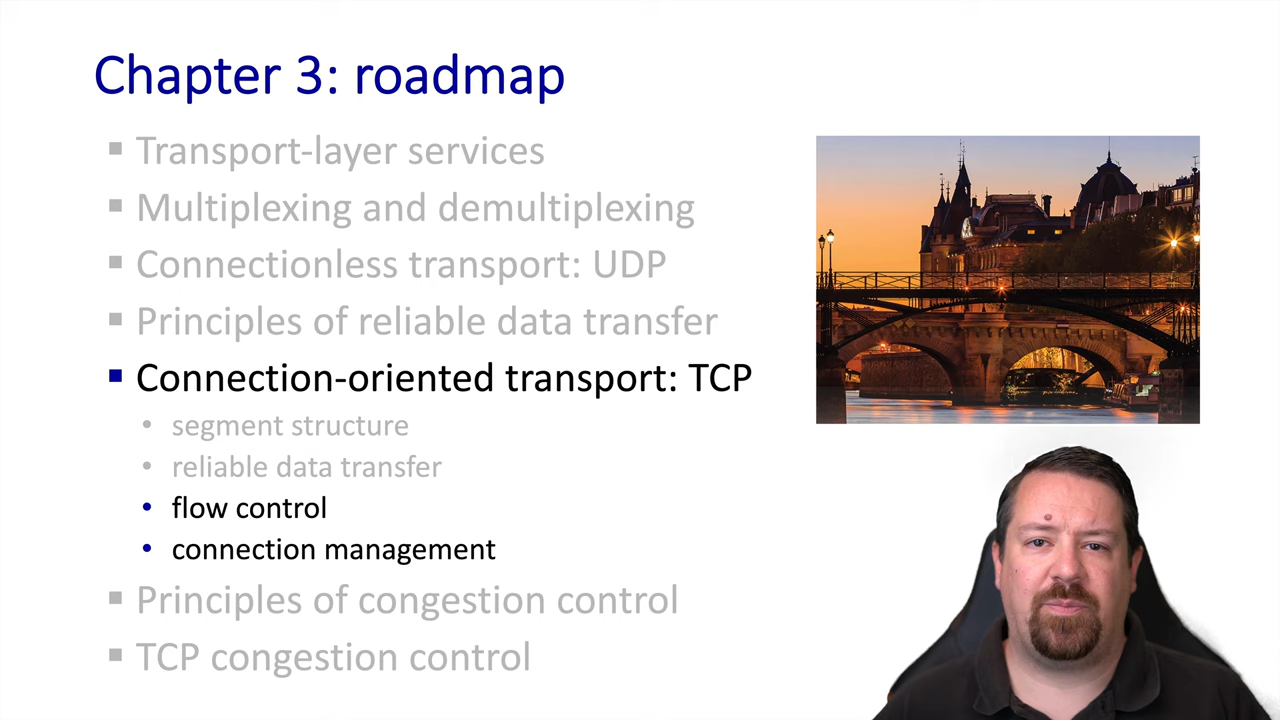 Chapter 3: roadmap
▪ Transport-layer services
▪ Multiplexing and demultiplexing
▪ Connectionless transport: UDP
▪ Principles of reliable data transfer
▪ Connection-oriented transport: TCP
• segment structure
• reliable data transfer
• flow control
• connection management
▪ Principles of congestion control
▪ TCP congestion control